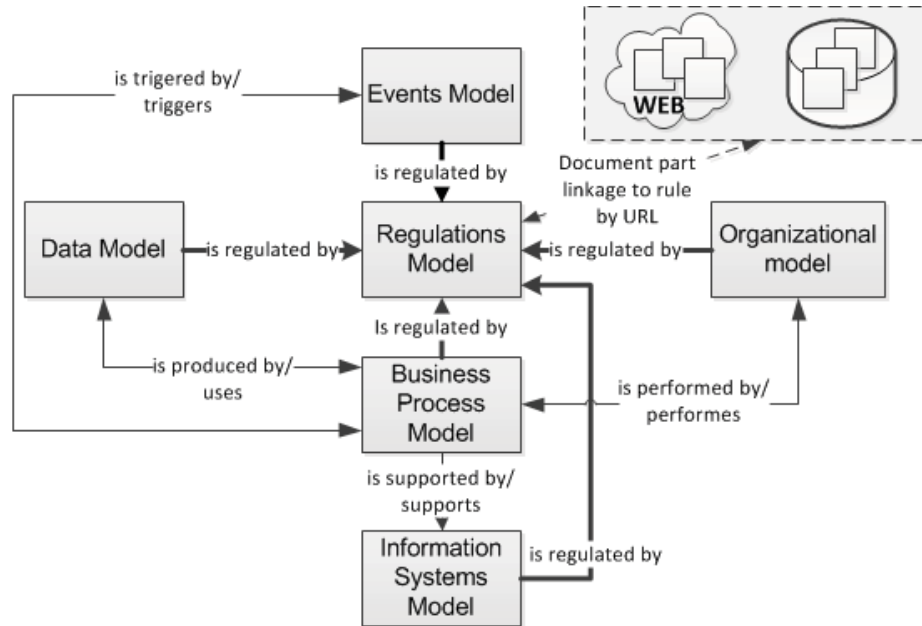 is trigered by/
triggers
Events Model
WEB
is regulated by
Document part
linkage to rule
by URL
Data Model
is regulated by
Regulations
Model
is regulated by
Organizational
model
Is regulated by
is produced by/
uses
Business
Process
Model
is performed by/
performes
is supported by/
supports
Information
Systems
Model
is regulated by